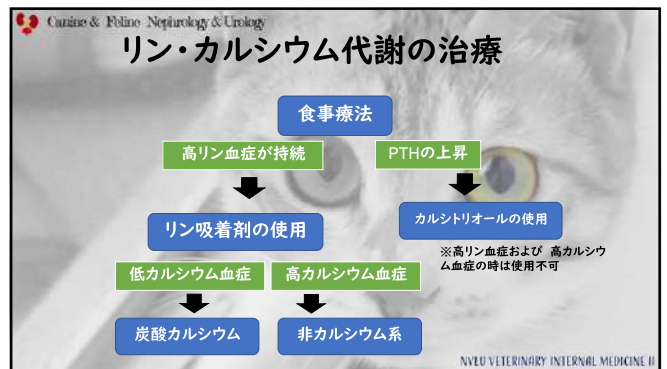 Canine & Feline Nephrology & Urology
リン・カルシウム代謝の治療
食事療法
高リン血症が持続
PTHの上昇
リン吸着剤の使用
カルシトリオールの使用
※高リン血症および 高カルシウ
ム血症の時は使用不可
低カルシウム血症
高カルシウム血症
炭酸カルシウム
非カルシウム系
NVLU VETERINARY INTERNAL MEDICINE II